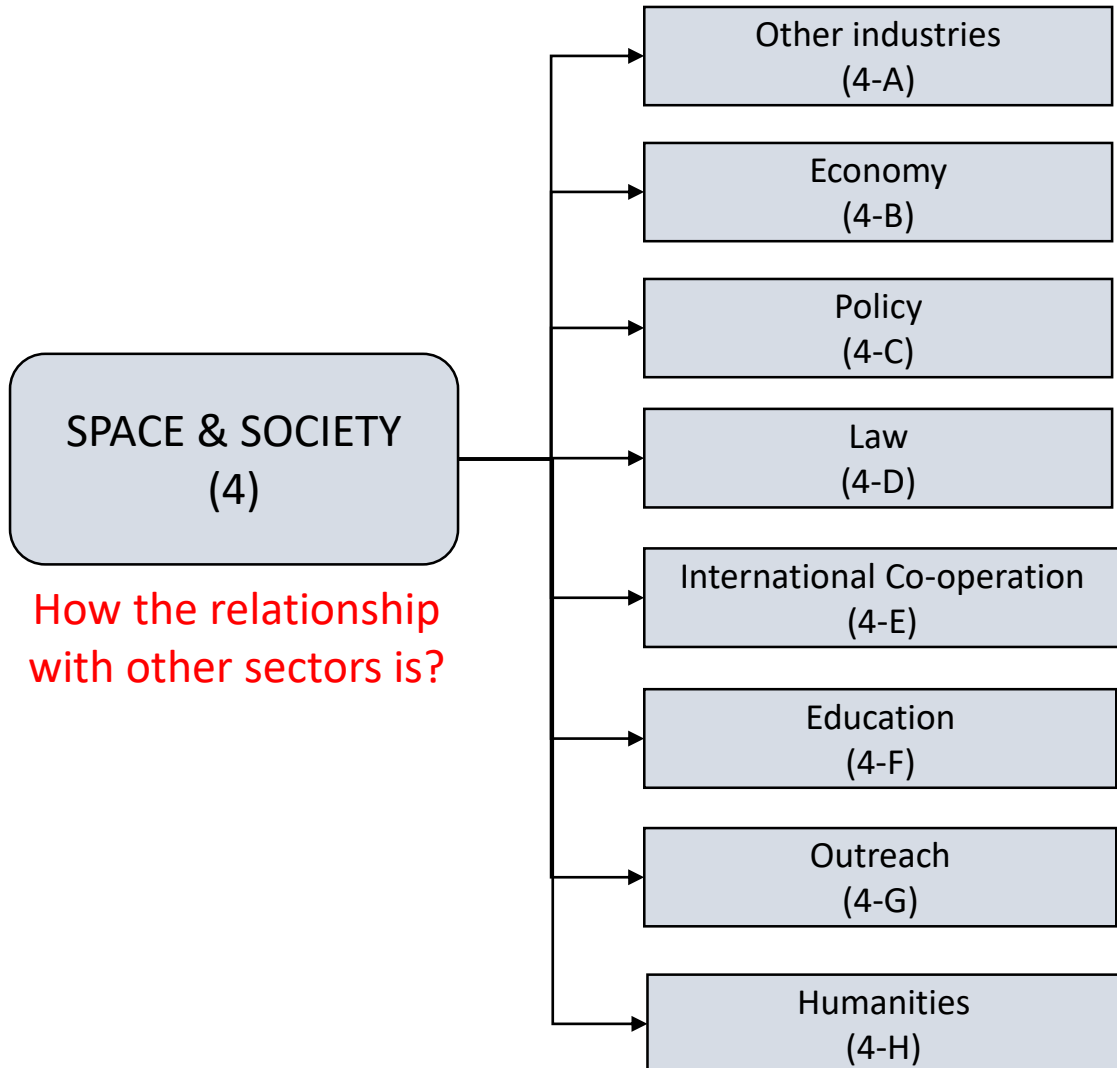 Other industries
(4-A)
Economy
(4-B)
Policy
(4-C)
SPACE & SOCIETY
(4)
How the relationship
with other sectors is?
Law
(4-D)
International Co-operation
(4-E)
Education
(4-F)
Outreach
(4-G)
Humanities
(4-H)